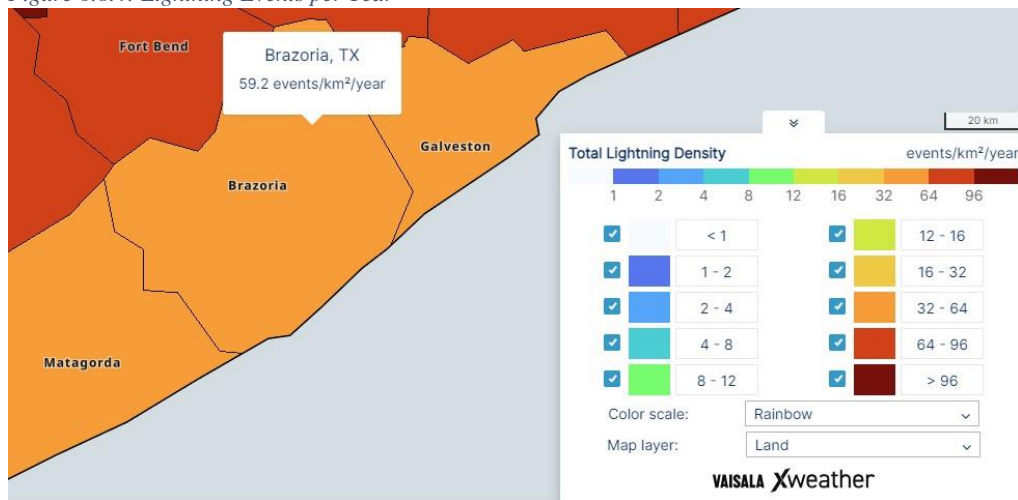 Fort Bend
Brazoria, TX
59.2 events/km²/year
Galveston
Brazoria
Matagorda
20 km
Total Lightning Density events/km²/year
1 2 4 8 12 16 32 64 96
< 1 12 - 16
1 - 2 16 - 32
2 - 4 32 - 64
4 - 8 64 - 96
8 - 12 > 96
Color scale: Rainbow
Map layer: Land
VAISALA Xweather